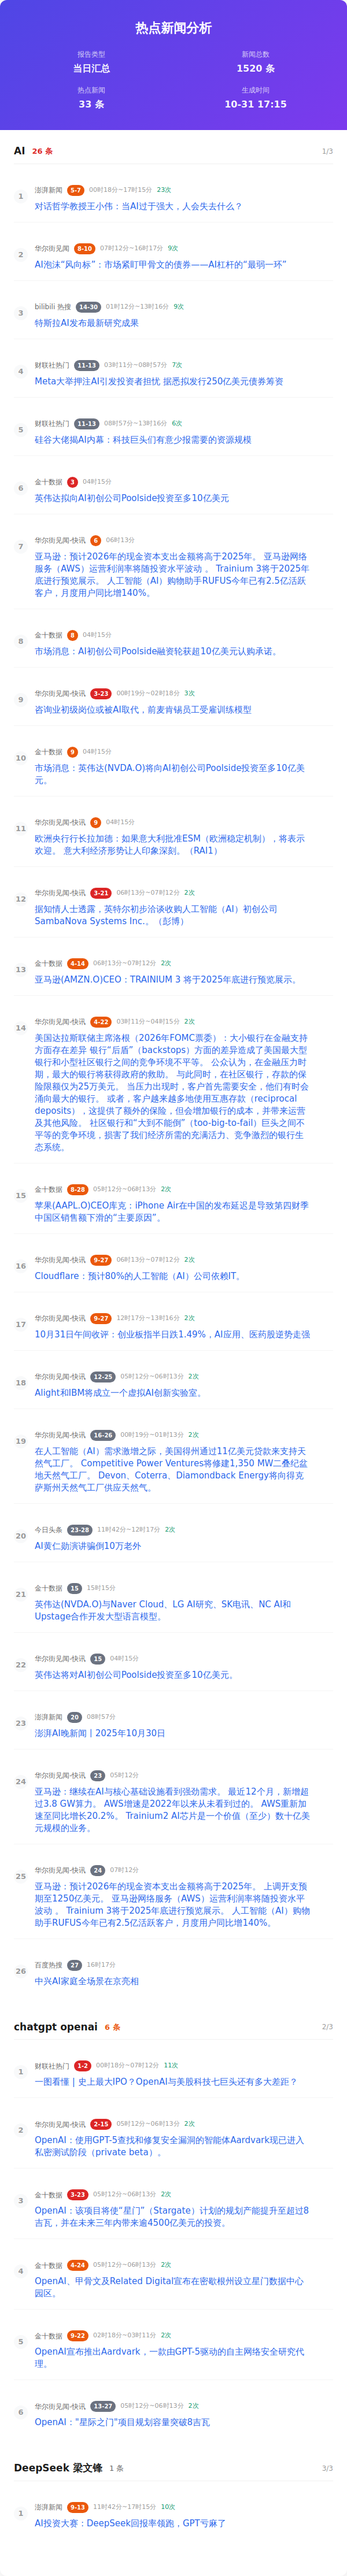 热点新闻分析
报告类型
新闻总数
当日汇总
1520 条
热点新闻
生成时间
33 条
10-31 17:15
AI 26 条 1/3
1
澎湃新闻 5-7 00时18分~17时15分 23次
对话哲学教授王小伟：当AI过于强大，人会失去什么？
2
华尔街见闻 8-10 07时12分~16时17分 9次
AI泡沫“风向标”：市场紧盯甲骨文的债券——AI杠杆的“最弱一环”
3
bilibili 热搜 14-30 01时12分~13时16分 9次
特斯拉AI发布最新研究成果
4
财联社热门 11-13 03时11分~08时57分 7次
Meta大举押注AI引发投资者担忧 据悉拟发行250亿美元债券筹资
5
财联社热门 11-13 08时57分~13时16分 6次
硅谷大佬揭AI内幕：科技巨头们有意少报需要的资源规模
6
金十数据 3 04时15分
英伟达拟向AI初创公司Poolside投资至多10亿美元
7
华尔街见闻-快讯 6 06时13分
亚马逊：预计2026年的现金资本支出金额将高于2025年。 亚马逊网络
服务（AWS）运营利润率将随投资水平波动 。 Trainium 3将于2025年
底进行预览展示。 人工智能（AI）购物助手RUFUS今年已有2.5亿活跃
客户，月度用户同比增140%。
8
金十数据 8 04时15分
市场消息：AI初创公司Poolside融资轮获超10亿美元认购承诺。
9
华尔街见闻-快讯 3-23 00时19分~02时18分 3次
咨询业初级岗位或被AI取代，前麦肯锡员工受雇训练模型
10
金十数据 9 04时15分
市场消息：英伟达(NVDA.O)将向AI初创公司Poolside投资至多10亿美
元。
11
华尔街见闻-快讯 9 04时15分
欧洲央行行长拉加德：如果意大利批准ESM（欧洲稳定机制），将表示
欢迎。 意大利经济形势让人印象深刻。（RAI1）
12
华尔街见闻-快讯 3-21 06时13分~07时12分 2次
据知情人士透露，英特尔初步洽谈收购人工智能（AI）初创公司
SambaNova Systems Inc.。（彭博）
13
金十数据 4-14 06时13分~07时12分 2次
亚马逊(AMZN.O)CEO：TRAINIUM 3 将于2025年底进行预览展示。
14
华尔街见闻-快讯 4-22 03时11分~04时15分 2次
美国达拉斯联储主席洛根（2026年FOMC票委）：大小银行在金融支持
方面存在差异 银行“后盾”（backstops）方面的差异造成了美国最大型
银行和小型社区银行之间的竞争环境不平等。 公众认为，在金融压力时
期，最大的银行将获得政府的救助。 与此同时，在社区银行，存款的保
险限额仅为25万美元。 当压力出现时，客户首先需要安全，他们有时会
涌向最大的银行。 或者，客户越来越多地使用互惠存款（reciprocal
deposits），这提供了额外的保险，但会增加银行的成本，并带来运营
及其他风险。 社区银行和“大到不能倒”（too-big-to-fail）巨头之间不
平等的竞争环境，损害了我们经济所需的充满活力、竞争激烈的银行生
态系统。
15
金十数据 8-28 05时12分~06时13分 2次
苹果(AAPL.O)CEO库克：iPhone Air在中国的发布延迟是导致第四财季
中国区销售额下滑的“主要原因”。
16
华尔街见闻-快讯 9-27 06时13分~07时12分 2次
Cloudflare：预计80%的人工智能（AI）公司依赖IT。
17
华尔街见闻-快讯 9-27 12时17分~13时16分 2次
10月31日午间收评：创业板指半日跌1.49%，AI应用、医药股逆势走强
18
华尔街见闻-快讯 12-25 05时12分~06时13分 2次
Alight和IBM将成立一个虚拟AI创新实验室。
19
华尔街见闻-快讯 16-26 00时19分~01时13分 2次
在人工智能（AI）需求激增之际，美国得州通过11亿美元贷款来支持天
然气工厂。 Competitive Power Ventures将修建1,350 MW二叠纪盆
地天然气工厂。 Devon、Coterra、Diamondback Energy将向得克
萨斯州天然气工厂供应天然气。
20
今日头条 23-28 11时42分~12时17分 2次
AI黄仁勋演讲骗倒10万老外
21
金十数据 15 15时15分
英伟达(NVDA.O)与Naver Cloud、LG AI研究、SK电讯、NC AI和
Upstage合作开发大型语言模型。
22
华尔街见闻-快讯 15 04时15分
英伟达将对AI初创公司Poolside投资至多10亿美元。
23
澎湃新闻 20 08时57分
澎湃AI晚新闻 | 2025年10月30日
24
华尔街见闻-快讯 23 05时12分
亚马逊：继续在AI与核心基础设施看到强劲需求。 最近12个月，新增超
过3.8 GW算力。 AWS增速是2022年以来从未看到过的。 AWS重新加
速至同比增长20.2%。 Trainium2 AI芯片是一个价值（至少）数十亿美
元规模的业务。
25
华尔街见闻-快讯 24 07时12分
亚马逊：预计2026年的现金资本支出金额将高于2025年。 上调开支预
期至1250亿美元。 亚马逊网络服务（AWS）运营利润率将随投资水平
波动 。 Trainium 3将于2025年底进行预览展示。 人工智能（AI）购物
助手RUFUS今年已有2.5亿活跃客户，月度用户同比增140%。
26
百度热搜 27 16时17分
中兴AI家庭全场景在京亮相
chatgpt openai 6 条 2/3
1
财联社热门 1-2 00时18分~07时12分 11次
一图看懂 | 史上最大IPO？OpenAI与美股科技七巨头还有多大差距？
2
华尔街见闻-快讯 2-15 05时12分~06时13分 2次
OpenAI：使用GPT-5查找和修复安全漏洞的智能体Aardvark现已进入
私密测试阶段（private beta）。
3
金十数据 3-23 05时12分~06时13分 2次
OpenAI：该项目将使“星门”（Stargate）计划的规划产能提升至超过8
吉瓦，并在未来三年内带来逾4500亿美元的投资。
4
金十数据 4-24 05时12分~06时13分 2次
OpenAI、甲骨文及Related Digital宣布在密歇根州设立星门数据中心
园区。
5
金十数据 9-22 02时18分~03时11分 2次
OpenAI宣布推出Aardvark，一款由GPT-5驱动的自主网络安全研究代
理。
6
华尔街见闻-快讯 13-27 05时12分~06时13分 2次
OpenAI："星际之门"项目规划容量突破8吉瓦
DeepSeek 梁文锋 1 条 3/3
1
澎湃新闻 9-13 11时42分~17时15分 10次
AI投资大赛：DeepSeek回报率领跑，GPT亏麻了